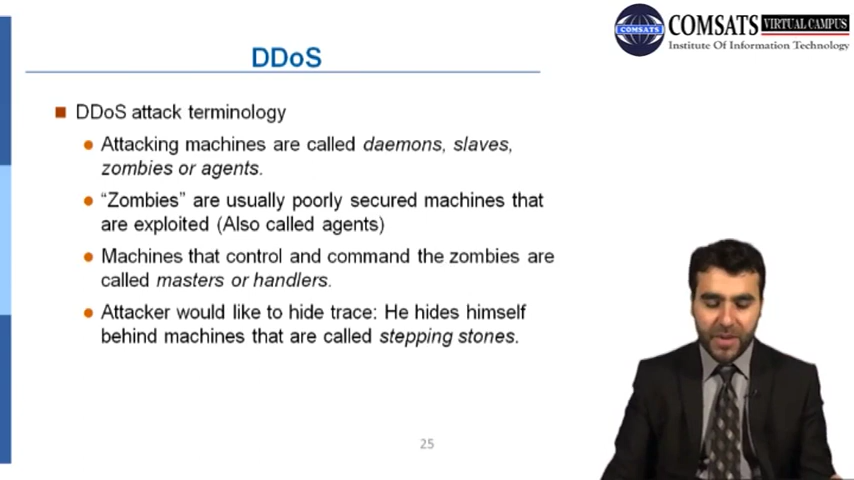 COMSATS
COMSATS VIRTUAL CAMPUS
Institute Of Information Technology
DDoS
DDoS attack terminology
Attacking machines are called daemons, slaves,
zombies or agents.
“Zombies” are usually poorly secured machines that
are exploited (Also called agents)
Machines that control and command the zombies are
called masters or handlers.
Attacker would like to hide trace: He hides himself
behind machines that are called stepping stones.
25